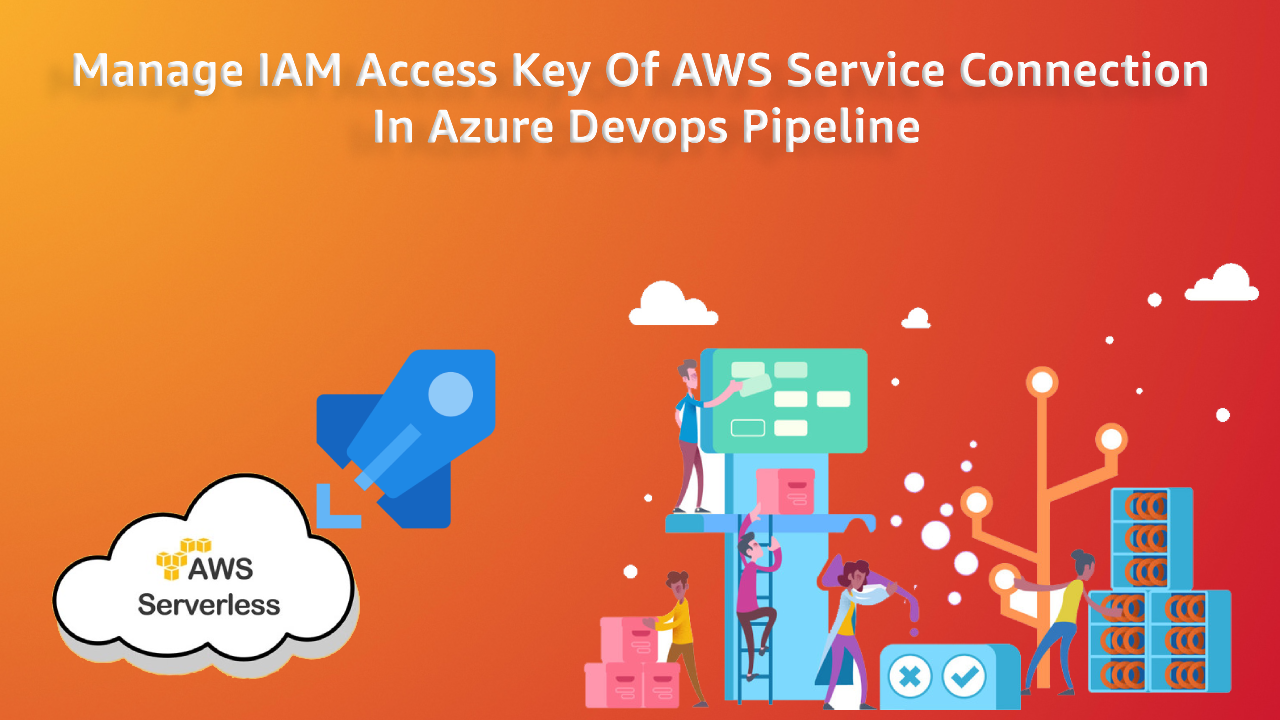 Manage IAM Access Key Of AWS Service Connection
In Azure Devops Pipeline
AWS
Serverless